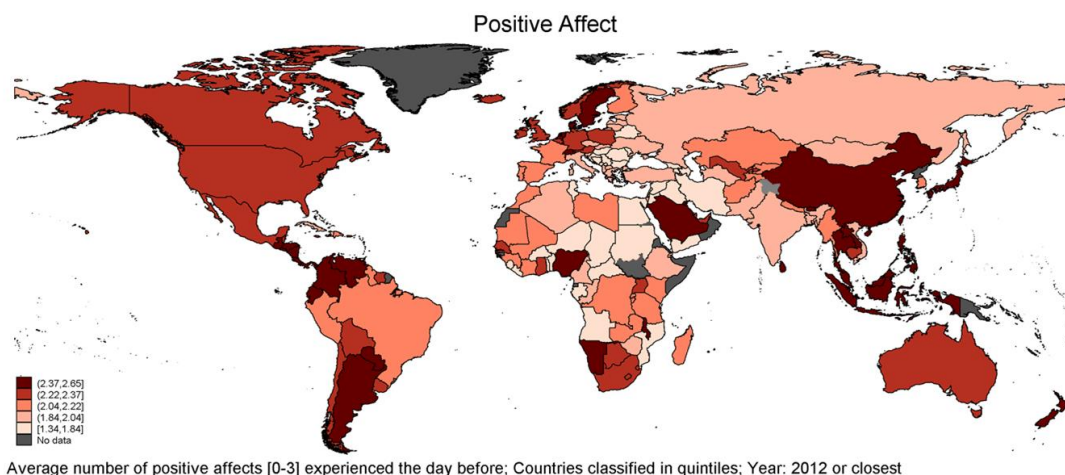 Positive Affect
(2.37,2.65]
(2.22,2.37]
(2.04,2.22]
(1.84,2.04]
[1.34,1.84]
No data
Average number of positive affects [0-3] experienced the day before; Countries classified in quintiles; Year: 2012 or closest